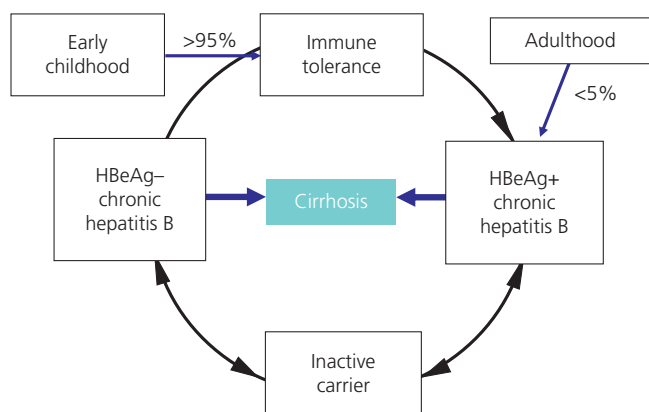 Early
childhood
>95%
Immune
tolerance
Adulthood
<5%
HBeAg–
chronic
hepatitis B
Cirrhosis
HBeAg+
chronic
hepatitis B
Inactive
carrier